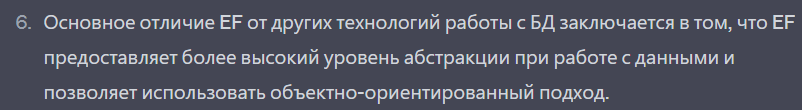 6. Основное отличие EF от других технологий работы с БД заключается в том, что EF
предоставляет более высокий уровень абстракции при работе с данными и
позволяет использовать объектно-ориентированный подход.